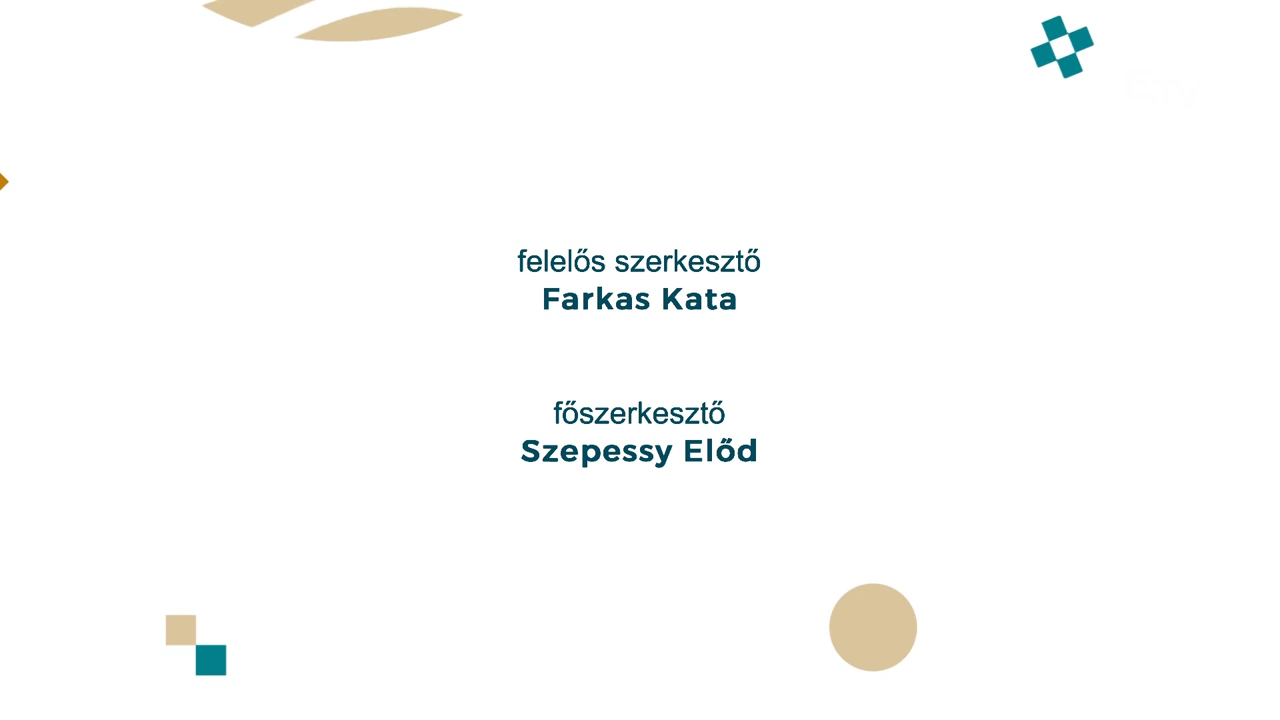 felelős szerkesztő
Farkas Kata
főszerkesztő
Szepessy Előd